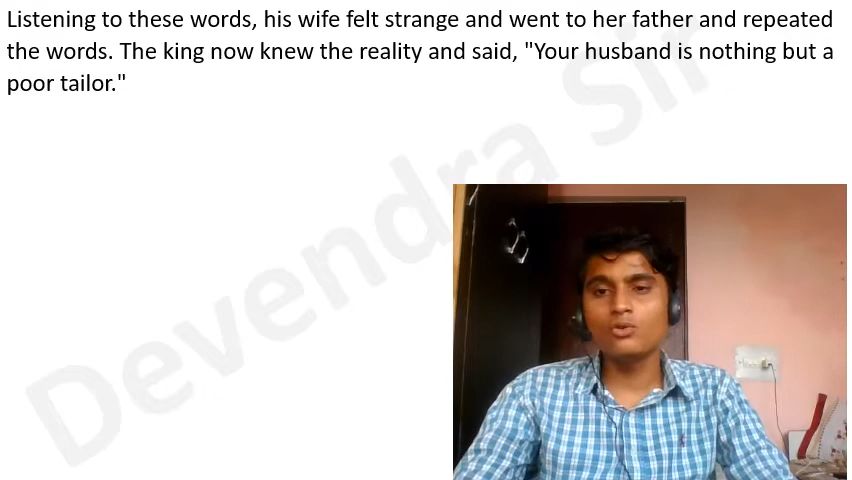 Listening to these words, his wife felt strange and went to her father and repeated
the words. The king now knew the reality and said, "Your husband is nothing but a
poor tailor."
Devendra Sir